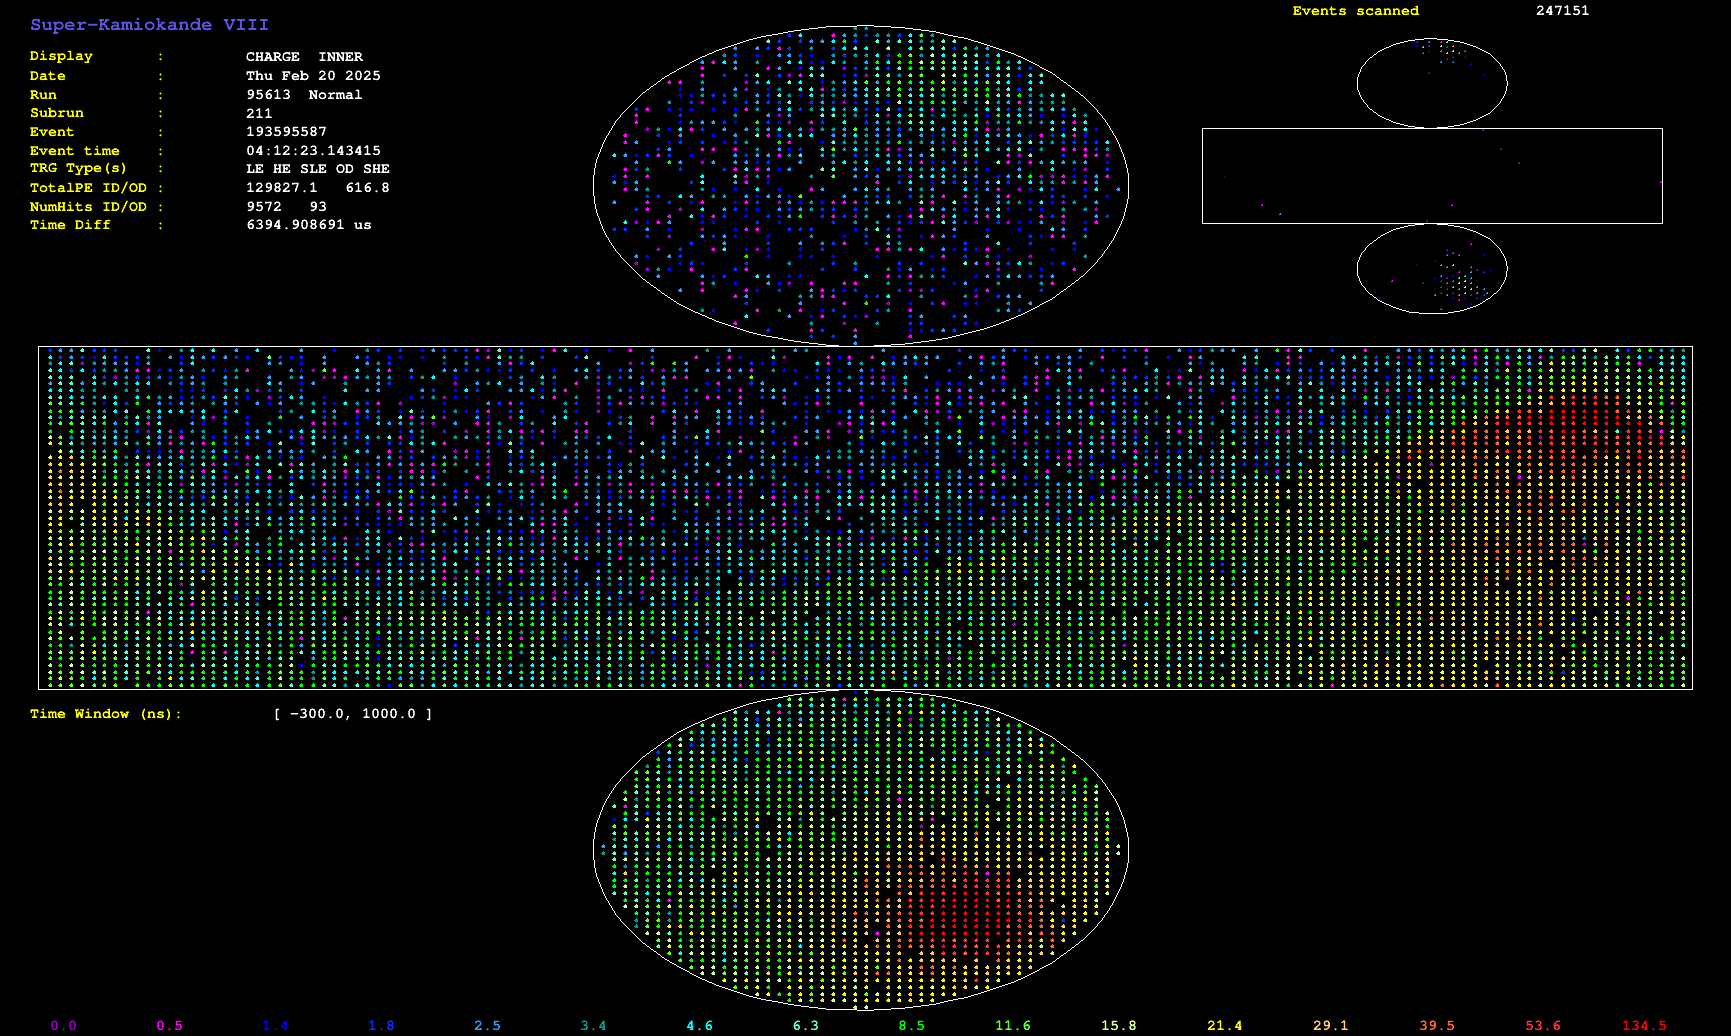 Super-Kamiokande VIII
Events scanned 247151
Display : CHARGE INNER
Date : Thu Feb 20 2025
Run : 95613 Normal
Subrun : 211
Event : 193595587
Event time : 04:12:23.143415
TRG Type(s) : LE HE SLE OD SHE
TotalPE ID/OD : 129827.1 616.8
NumHits ID/OD : 9572 93
Time Diff : 6394.908691 us
Time Window (ns): [ -300.0, 1000.0 ]
0.0 0.5 1.4 1.8 2.5 3.4 4.6 6.3 8.5 11.6 15.8 21.4 29.1 39.5 53.6 134.5